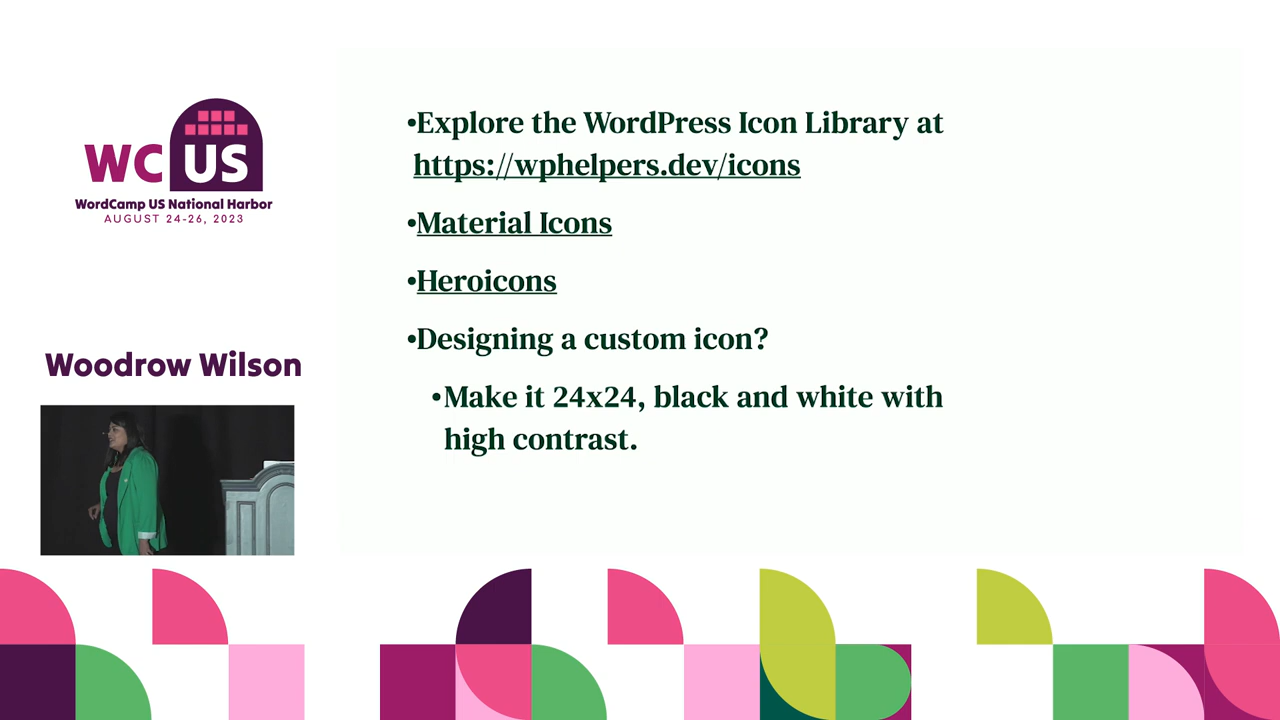 WC US
WordCamp US National Harbor
AUGUST 24-26, 2023
Woodrow Wilson
•Explore the WordPress Icon Library at
https://wphelpers.dev/icons
•Material Icons
•Heroicons
•Designing a custom icon?
•Make it 24x24, black and white with
high contrast.